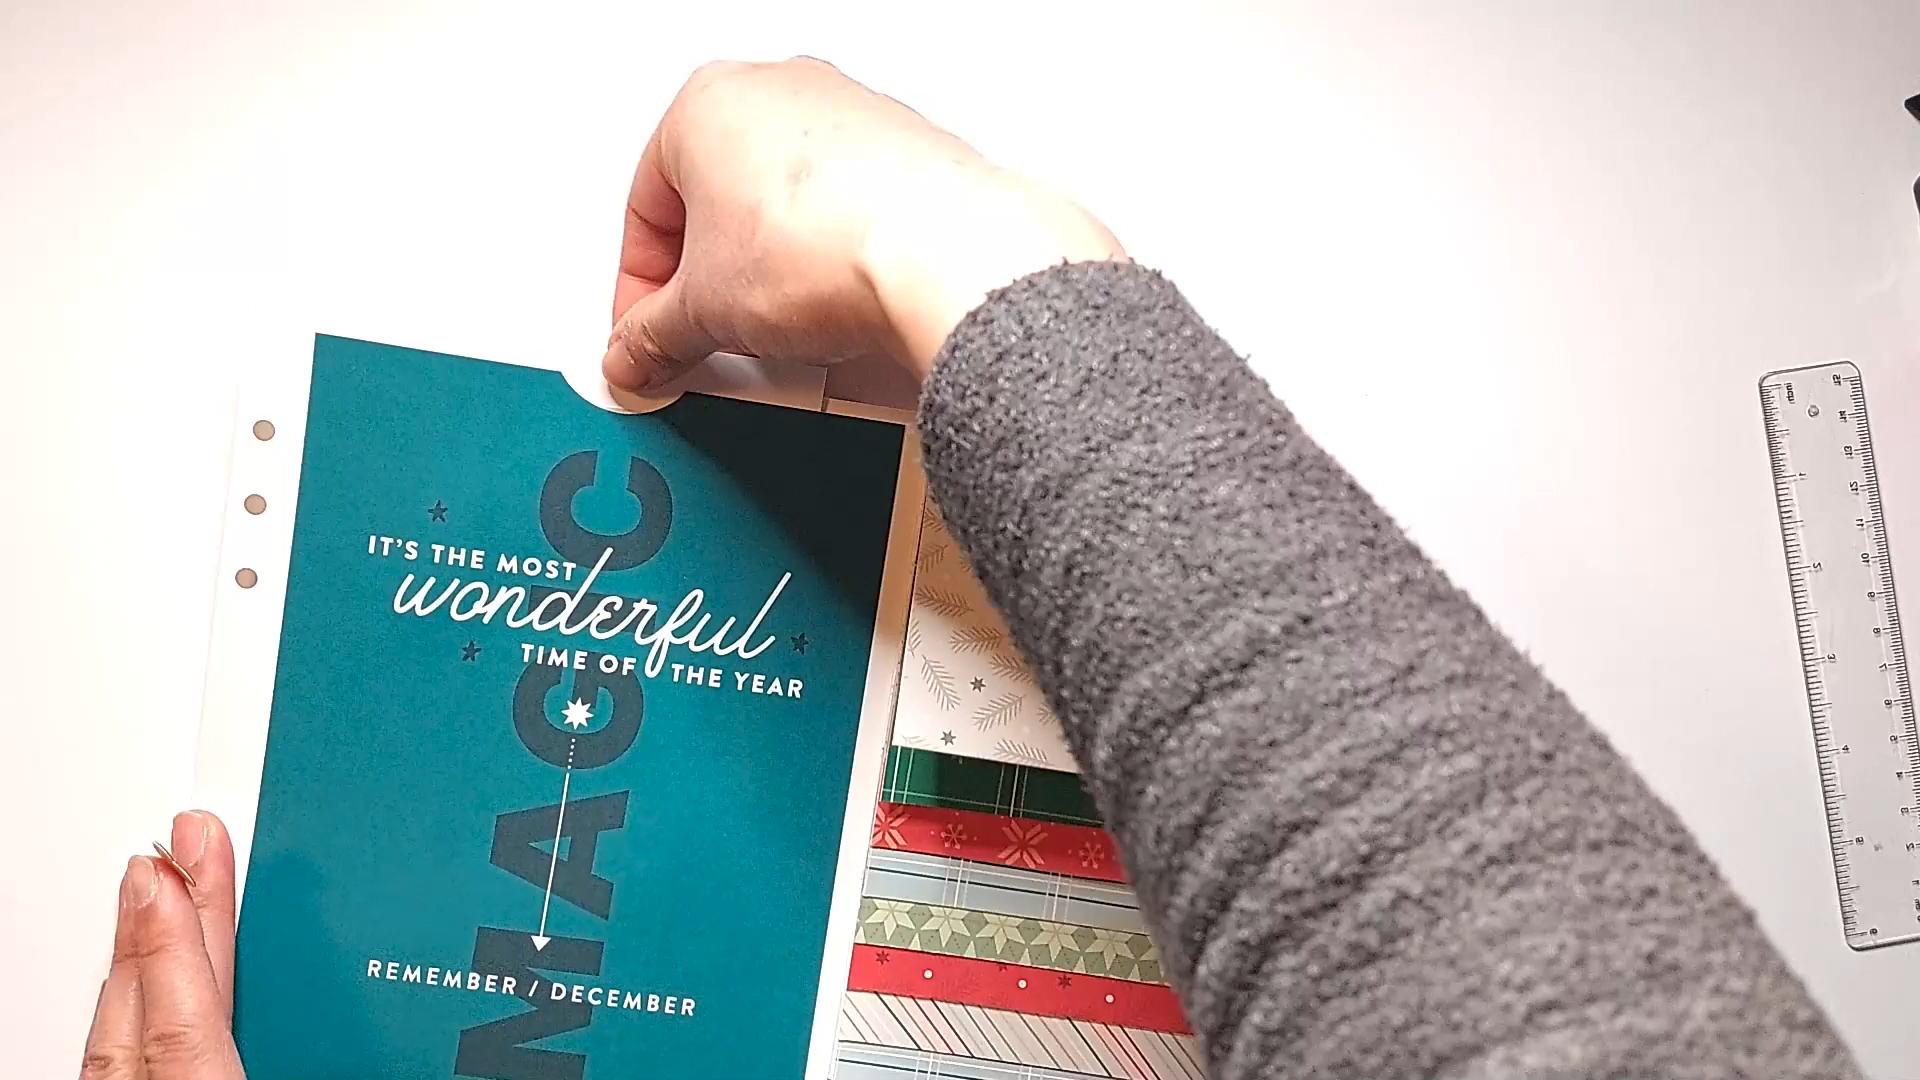 IT'S THE MOST
wonderful
TIME OF THE YEAR
MAGIC
REMEMBER / DECEMBER